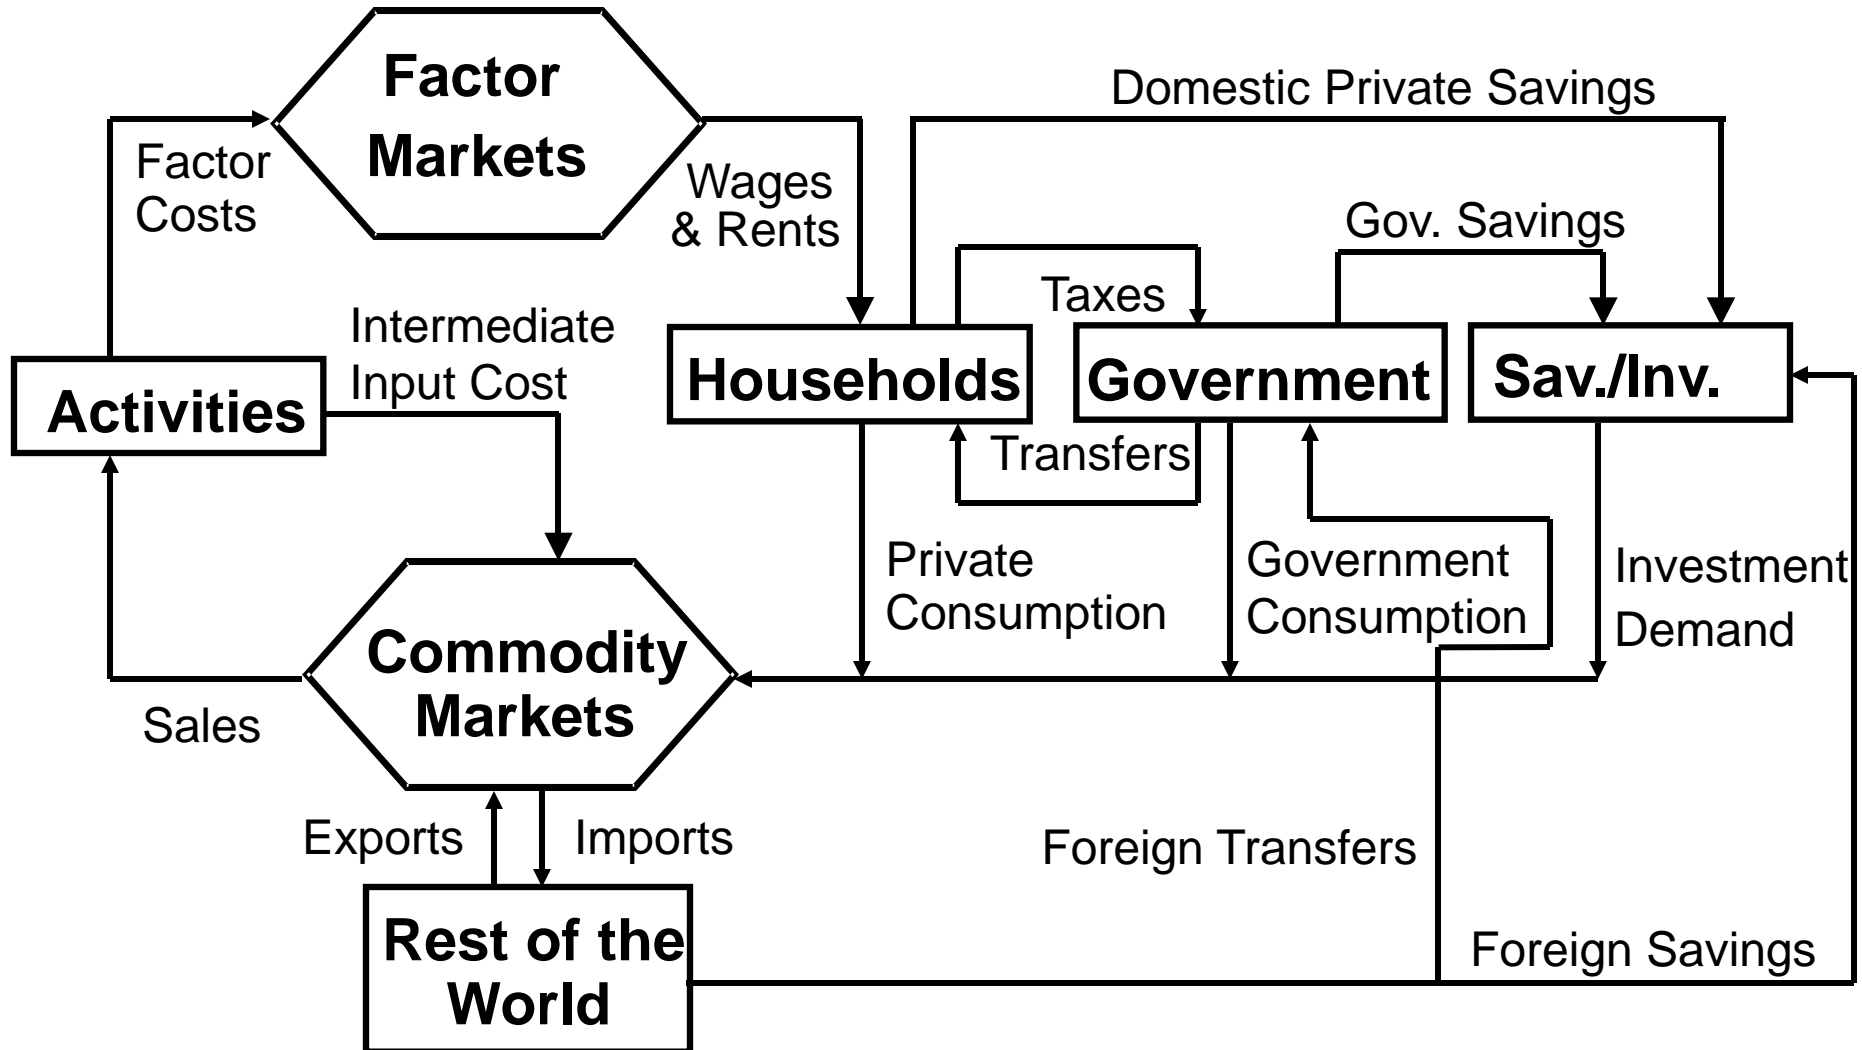 Factor
Markets
Domestic Private Savings
Factor
Costs
Wages
& Rents
Gov. Savings
Taxes
Intermediate
Input Cost
Activities
Households
Government
Sav./Inv.
Transfers
Private
Consumption
Government
Consumption
Investment
Demand
Commodity
Markets
Sales
Exports
Imports
Foreign Transfers
Rest of the
World
Foreign Savings